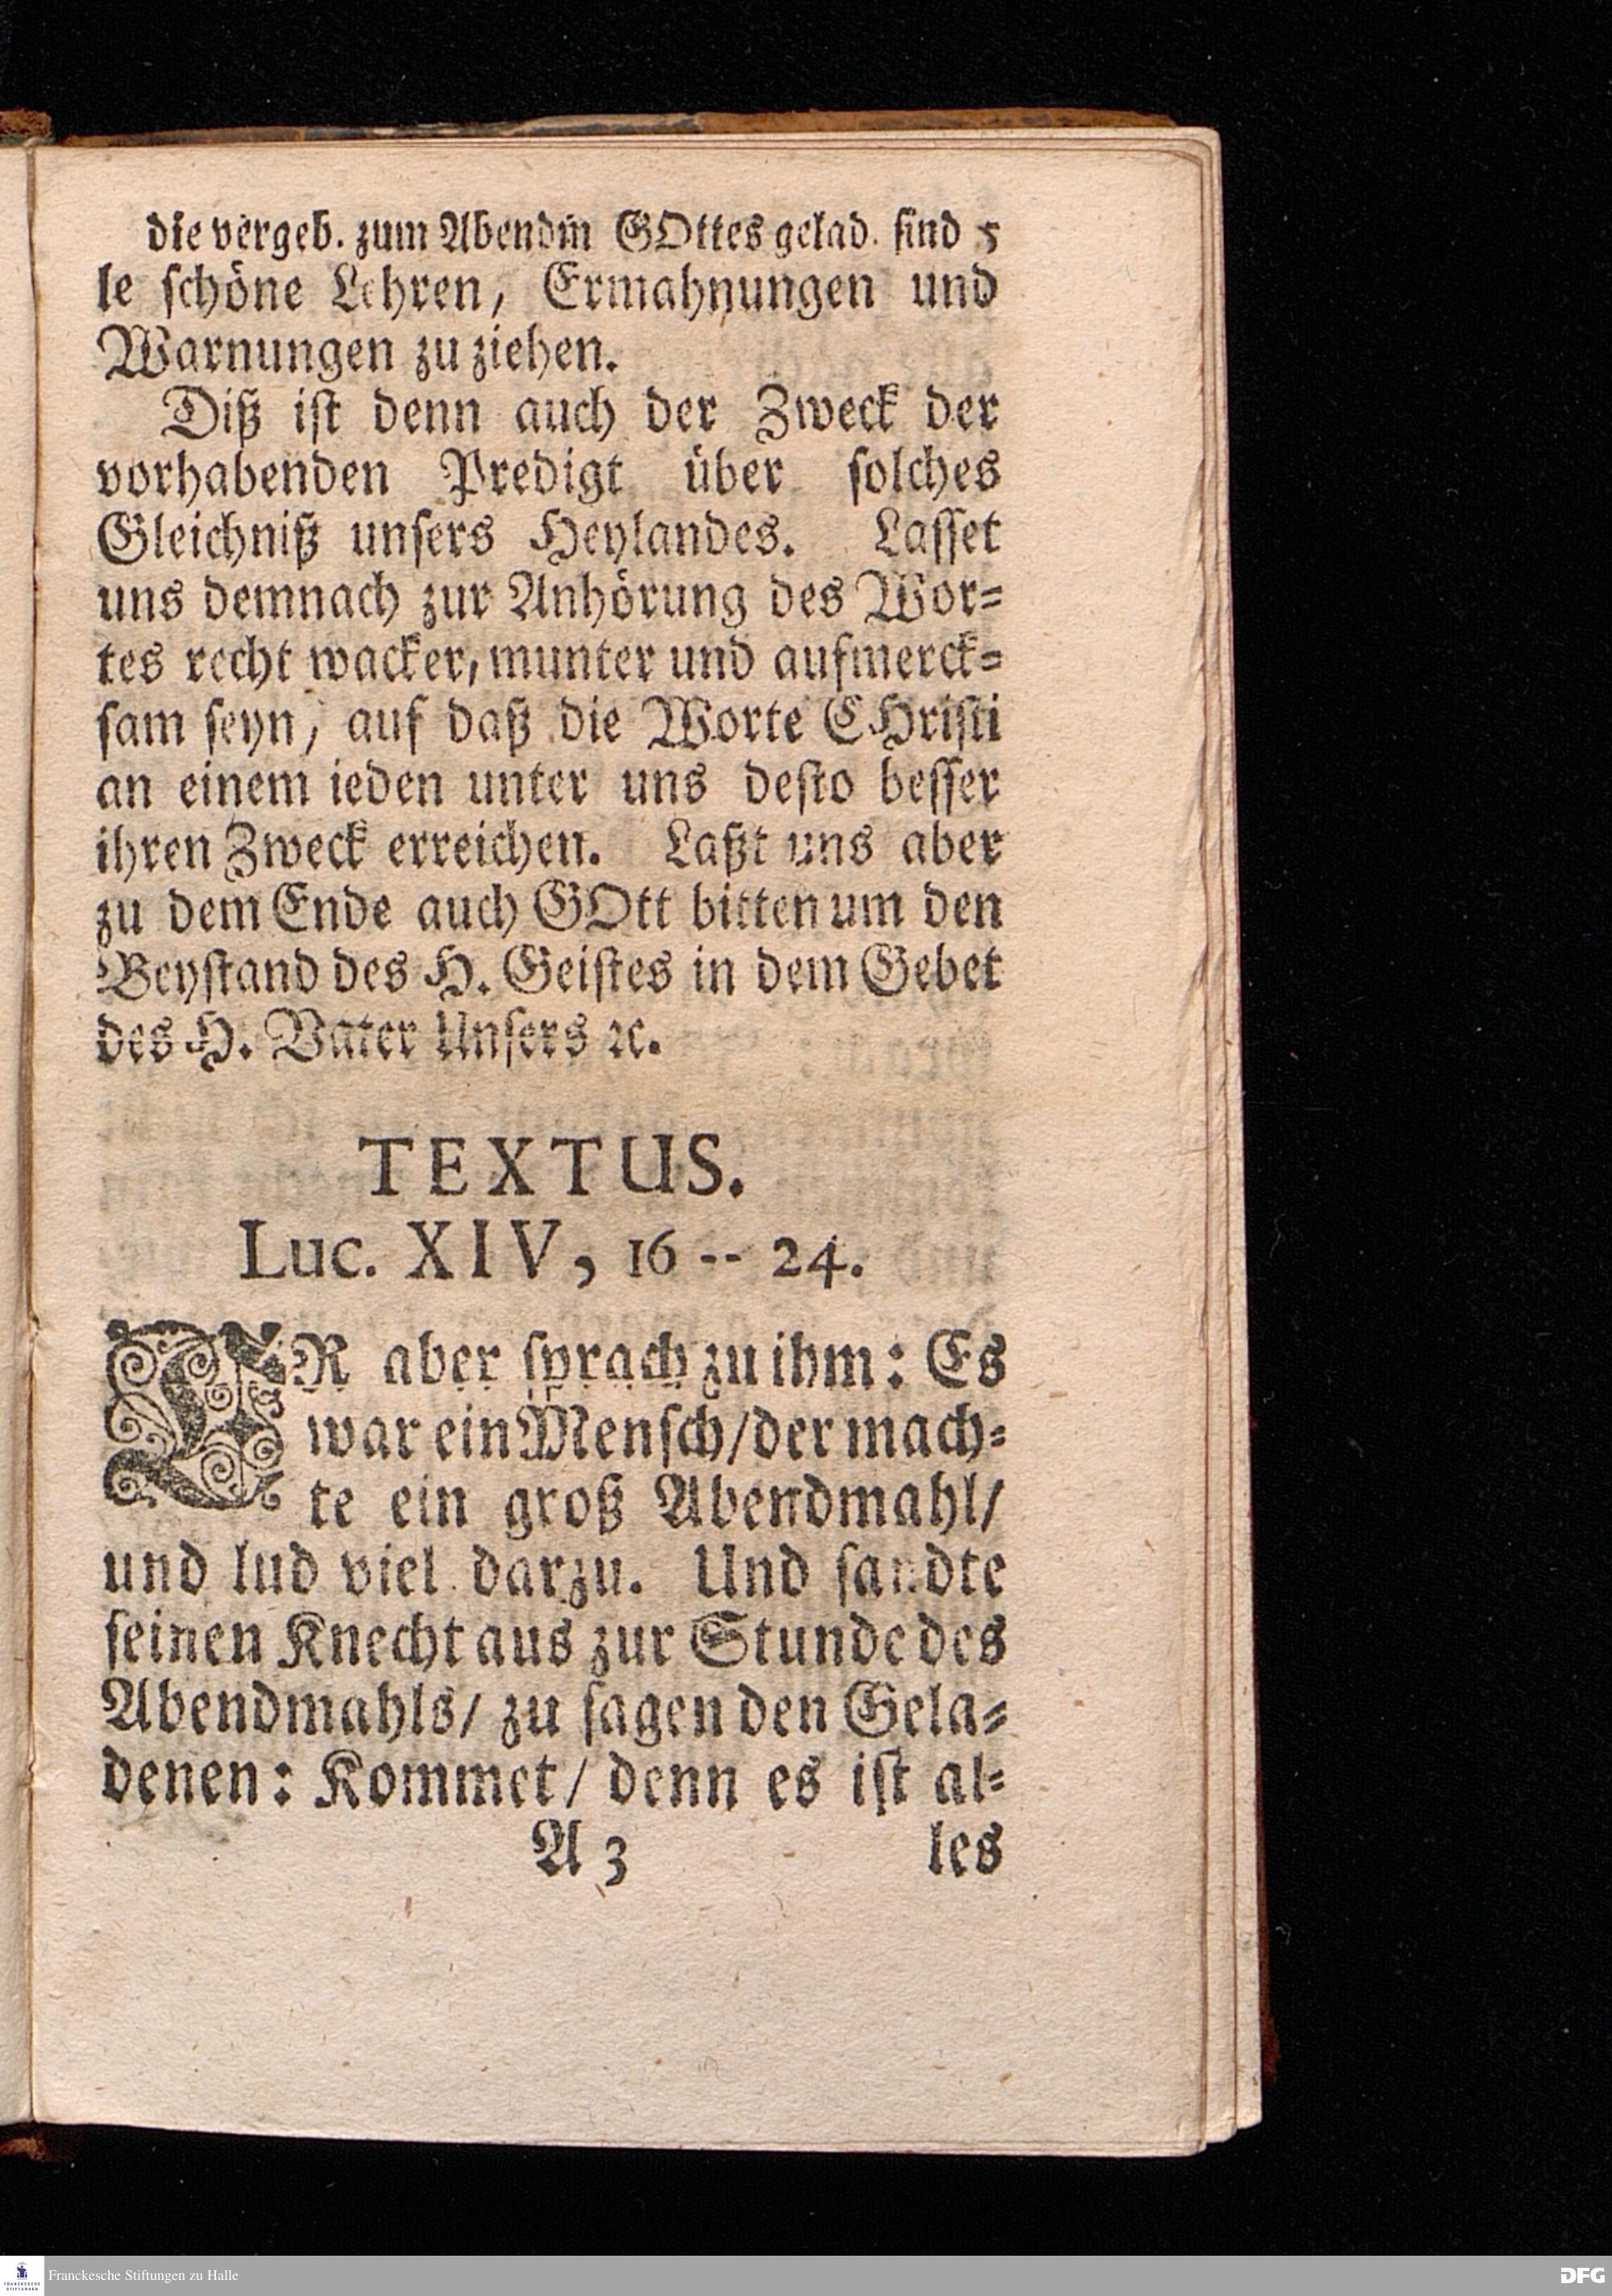 die vergeb. zum Abendm̃ GOttes gelad. sind 5
le schöne Lehren, Ermahnungen und
Warnungen zu ziehen.
Diß ist denn auch der Zweck der
vorhabenden Predigt über solches
Gleichniß unsers Heylandes. Lasset
uns demnach zur Anhörung des Wor-
tes recht wacker, munter und aufmerck-
sam seyn, auf daß die Worte CHristi
an einem ieden unter uns desto besser
ihren Zweck erreichen. Laßt uns aber
zu dem Ende auch GOtt bitten um den
Beystand des H. Geistes in dem Gebet
des H. Vater Unsers ꝛc.
TEXTUS.
Luc. XIV, 16 -- 24.
ER aber sprach zu ihm: Es
war ein Mensch/ der mach-
te ein groß Abendmahl/
und lud viel darzu. Und sandte
seinen Knecht aus zur Stunde des
Abendmahls/ zu sagen den Gela-
denen: Kommet/ denn es ist al-
A 3 les
Franckesche Stiftungen zu Halle
DFG